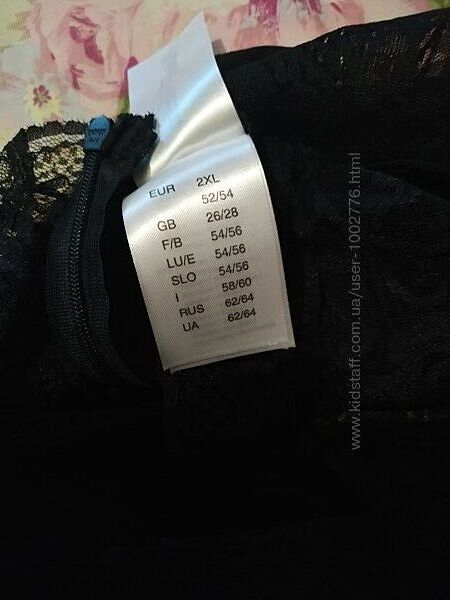 2XL
EUR 52/54
GB 26/28
F/B 54/56
LU/E 54/56
SLO 54/56
I 58/60
RUS 62/64
UA 62/64
www.kidstaff.com.ua/user-1002776.html